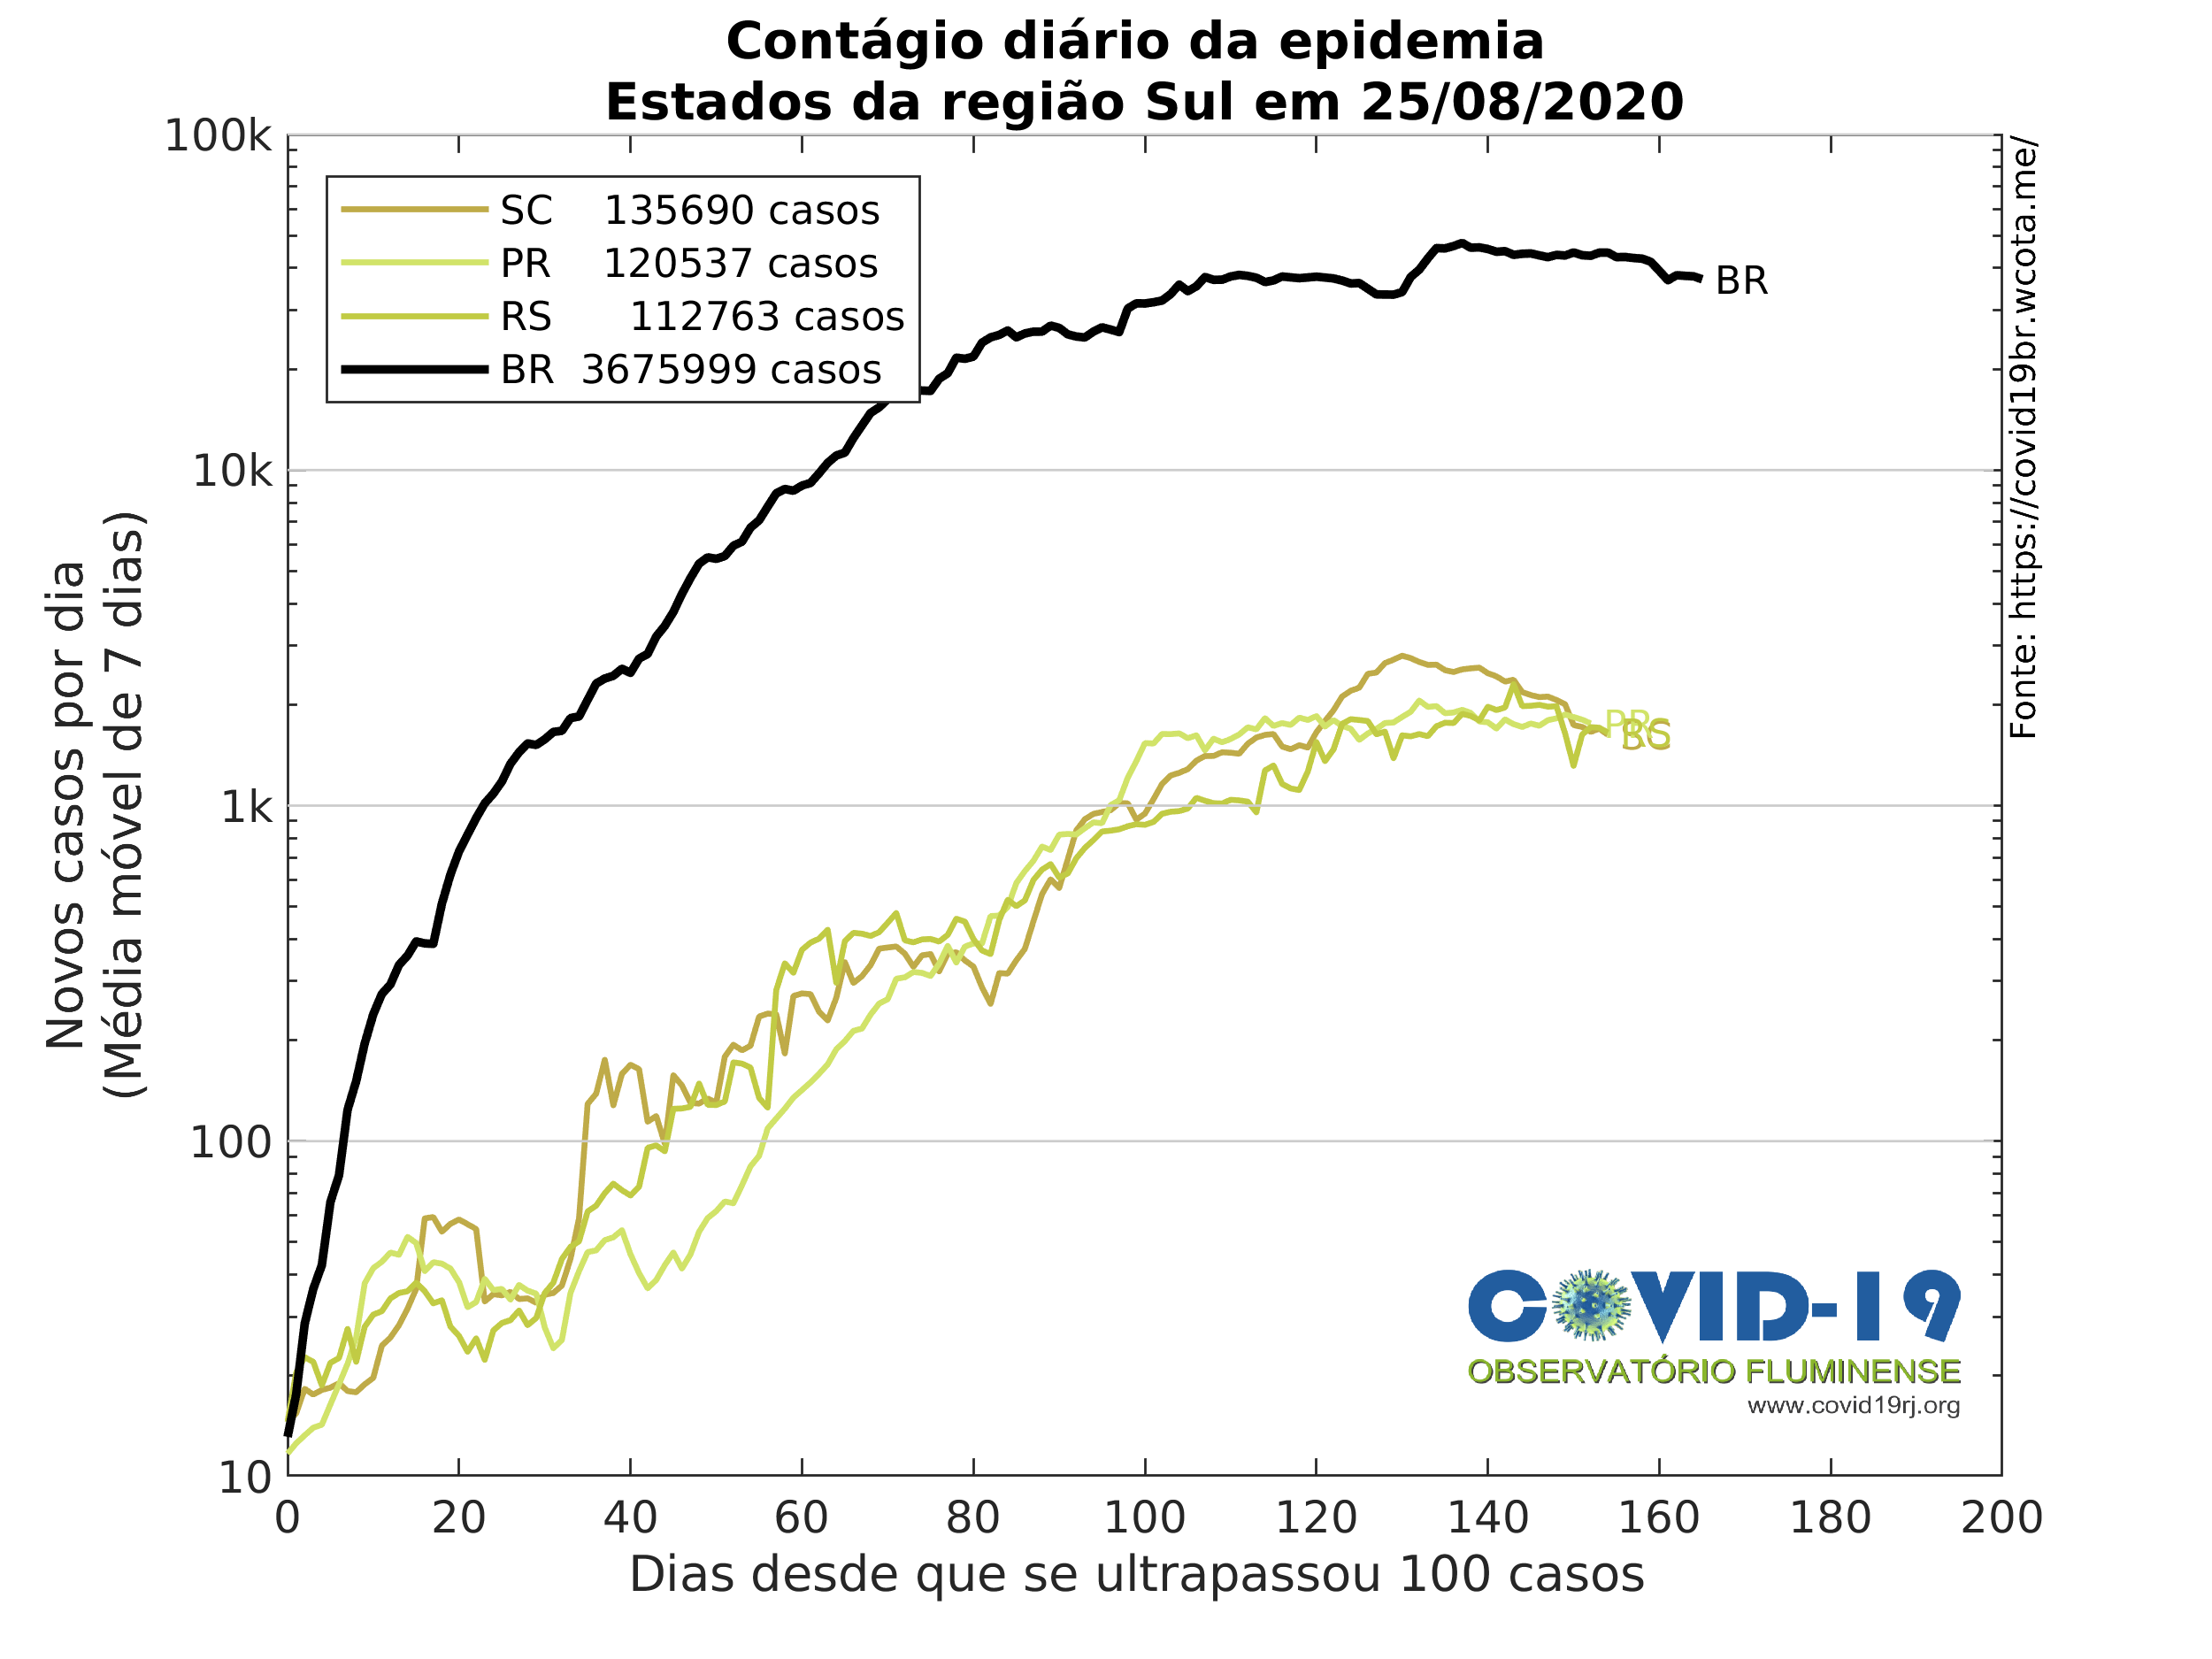 Contágio diário da epidemia
Estados da região Sul em 25/08/2020
100k
10k
1k
100
10
Novos casos por dia
(Média móvel de 7 dias)
SC 135690 casos
PR 120537 casos
RS 112763 casos
BR 3675999 casos
BR
PR
RS
SC
Fonte: https://covid19br.wcota.me/
COVID-19
OBSERVATÓRIO FLUMINENSE
www.covid19rj.org
0 20 40 60 80 100 120 140 160 180 200
Dias desde que se ultrapassou 100 casos